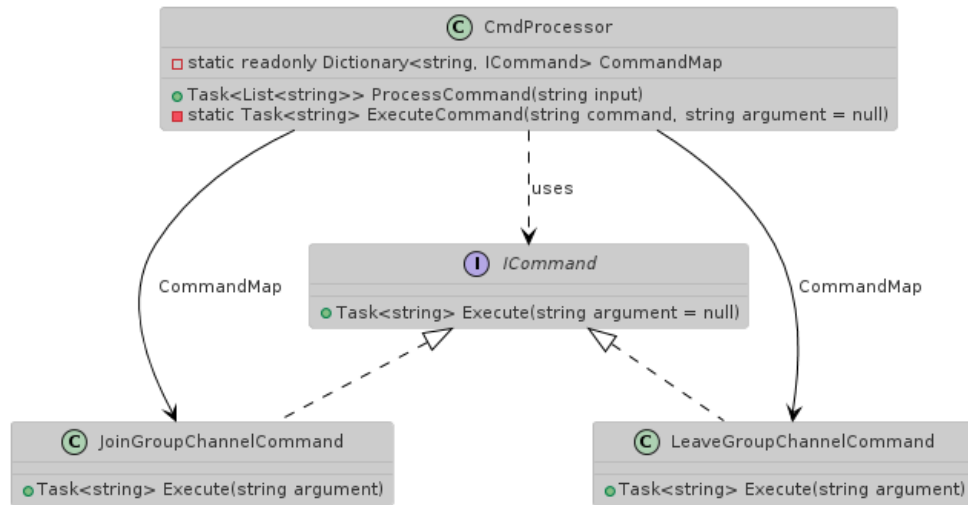 C CmdProcessor
static readonly Dictionary<string, ICommand> CommandMap
Task<List<string>> ProcessCommand(string input)
static Task<string> ExecuteCommand(string command, string argument = null)
uses
CommandMap
CommandMap
I ICommand
Task<string> Execute(string argument = null)
C JoinGroupChannelCommand
Task<string> Execute(string argument)
C LeaveGroupChannelCommand
Task<string> Execute(string argument)